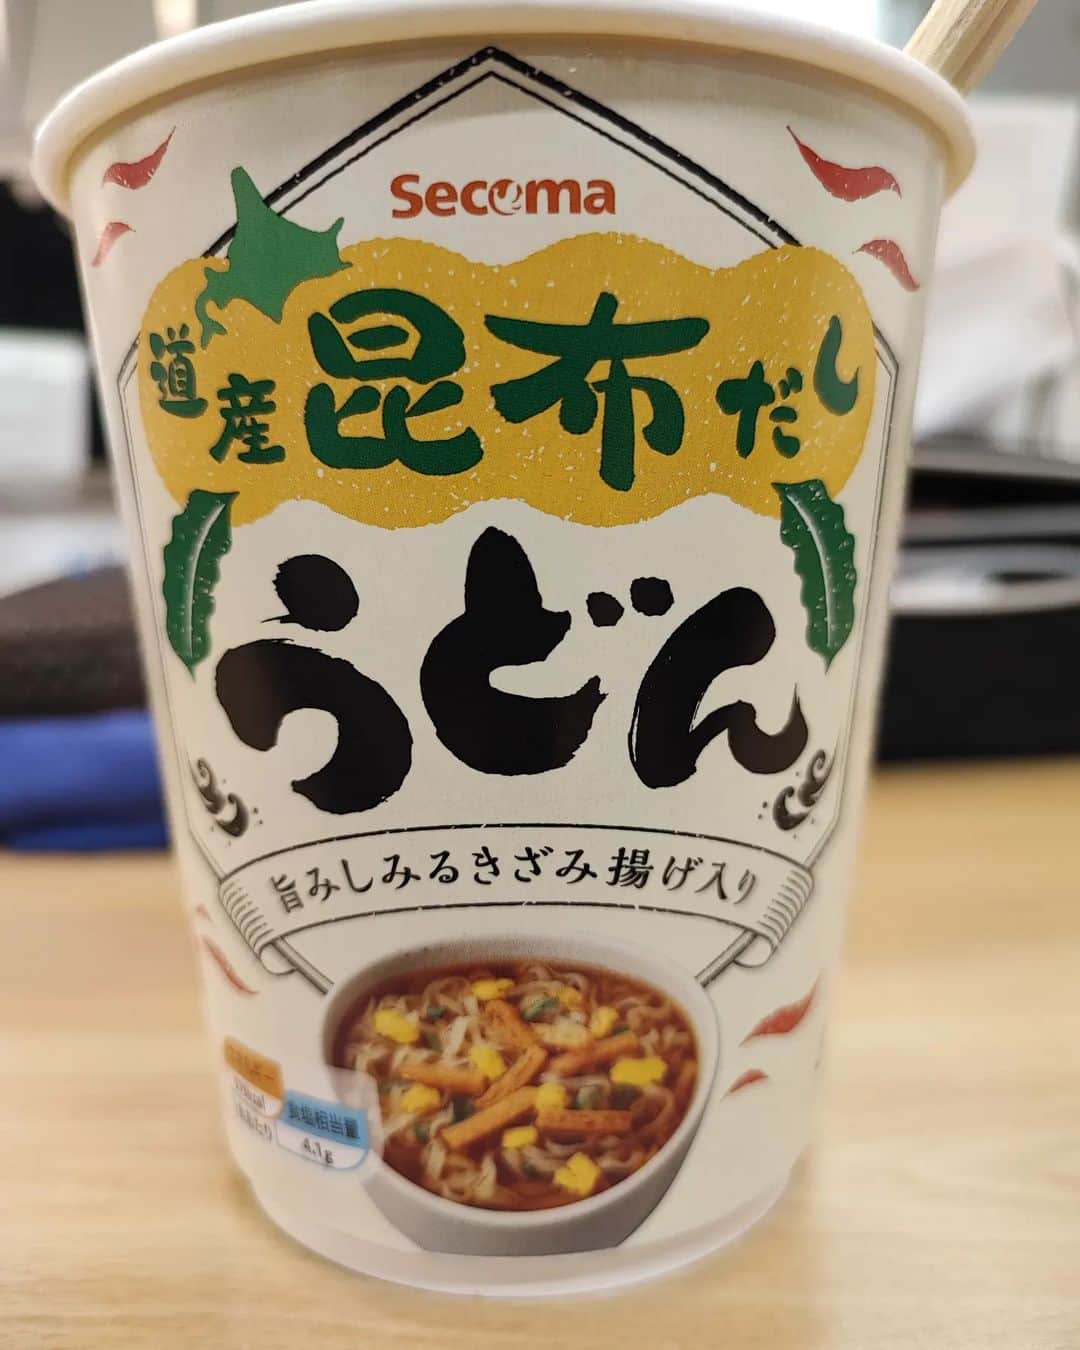 Secoma
道産昆布だし
うどん
旨みしみるきざみ揚げ入り
食塩相当量
4.1g